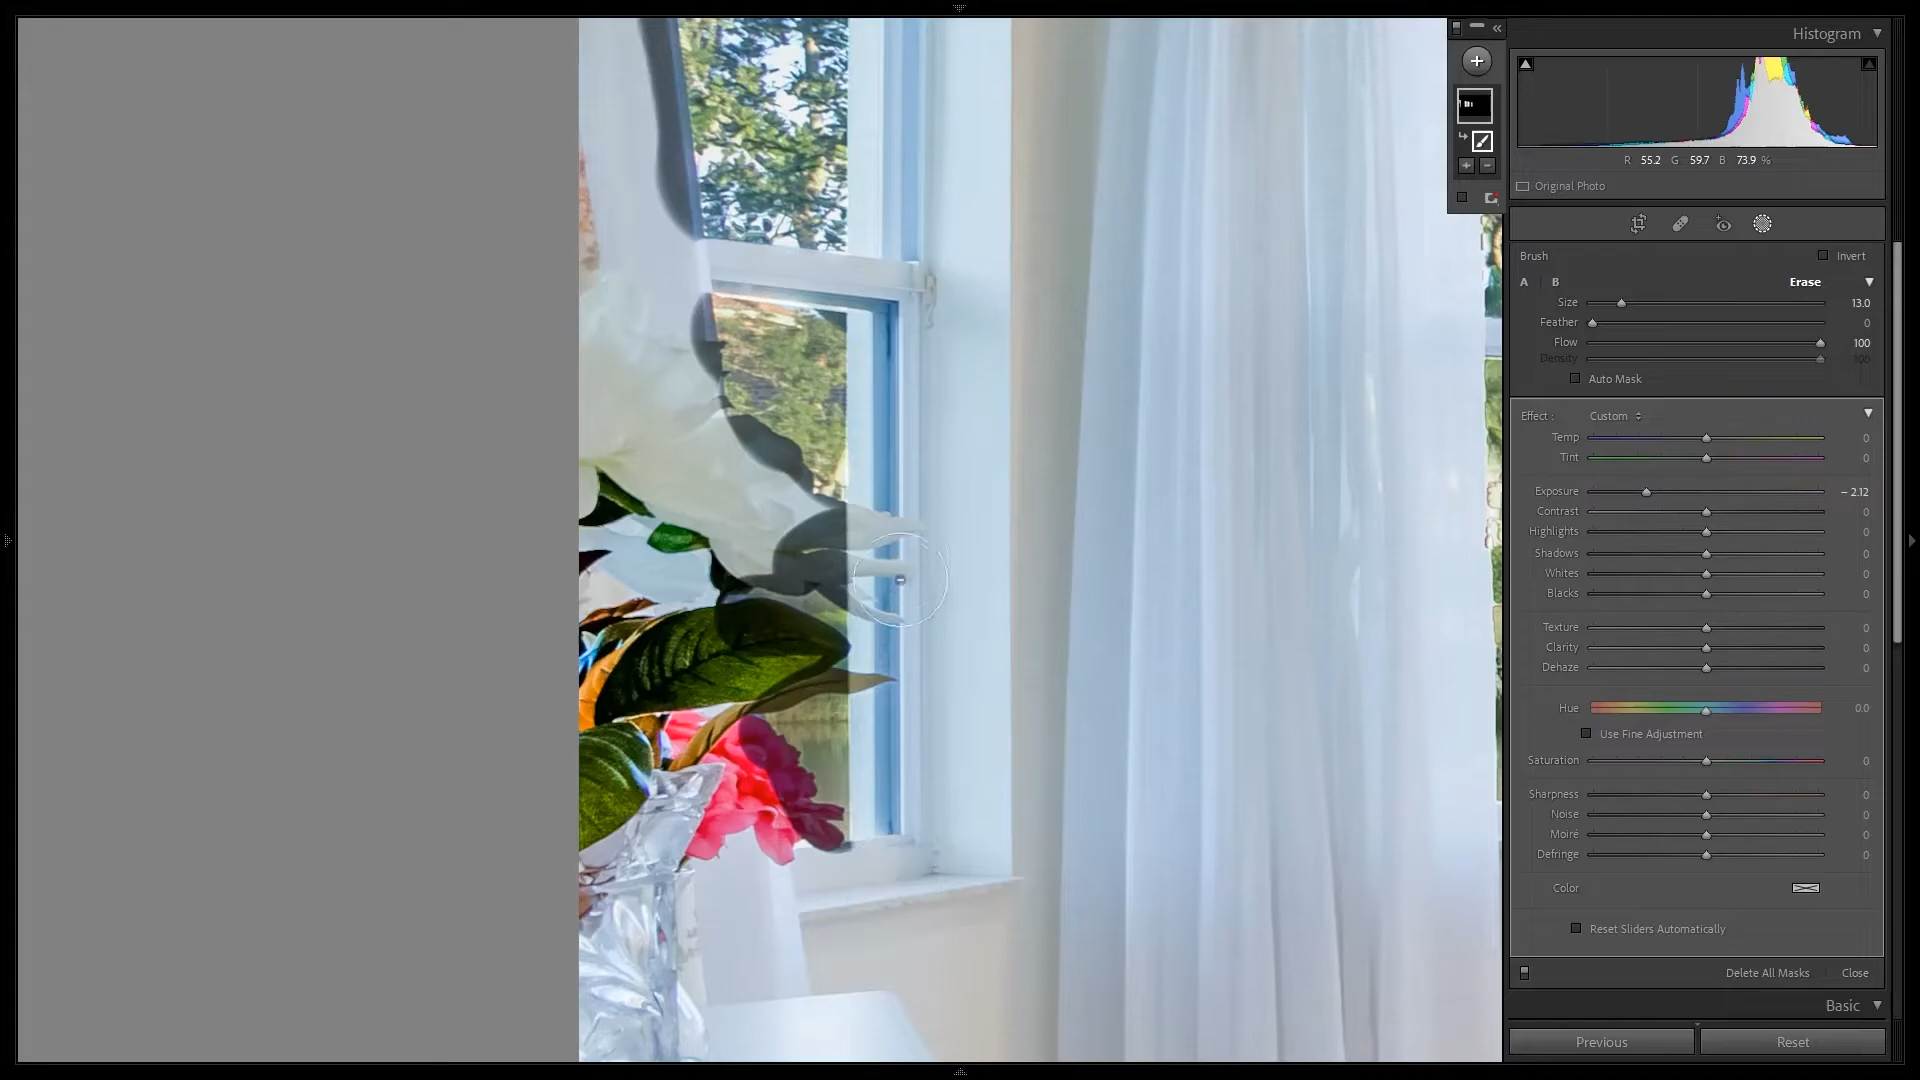 Histogram
R 55.2 G 59.7 B 73.9 %
Original Photo
Brush Invert
A B Erase
Size 13.0
Feather 0
Flow 100
Density 100
Auto Mask
Effect : Custom
Temp 0
Tint 0
Exposure – 2.12
Contrast 0
Highlights 0
Shadows 0
Whites 0
Blacks 0
Texture 0
Clarity 0
Dehaze 0
Hue 0.0
Use Fine Adjustment
Saturation 0
Sharpness 0
Noise 0
Moiré 0
Defringe 0
Color
Reset Sliders Automatically
Delete All Masks Close
Basic
Previous Reset